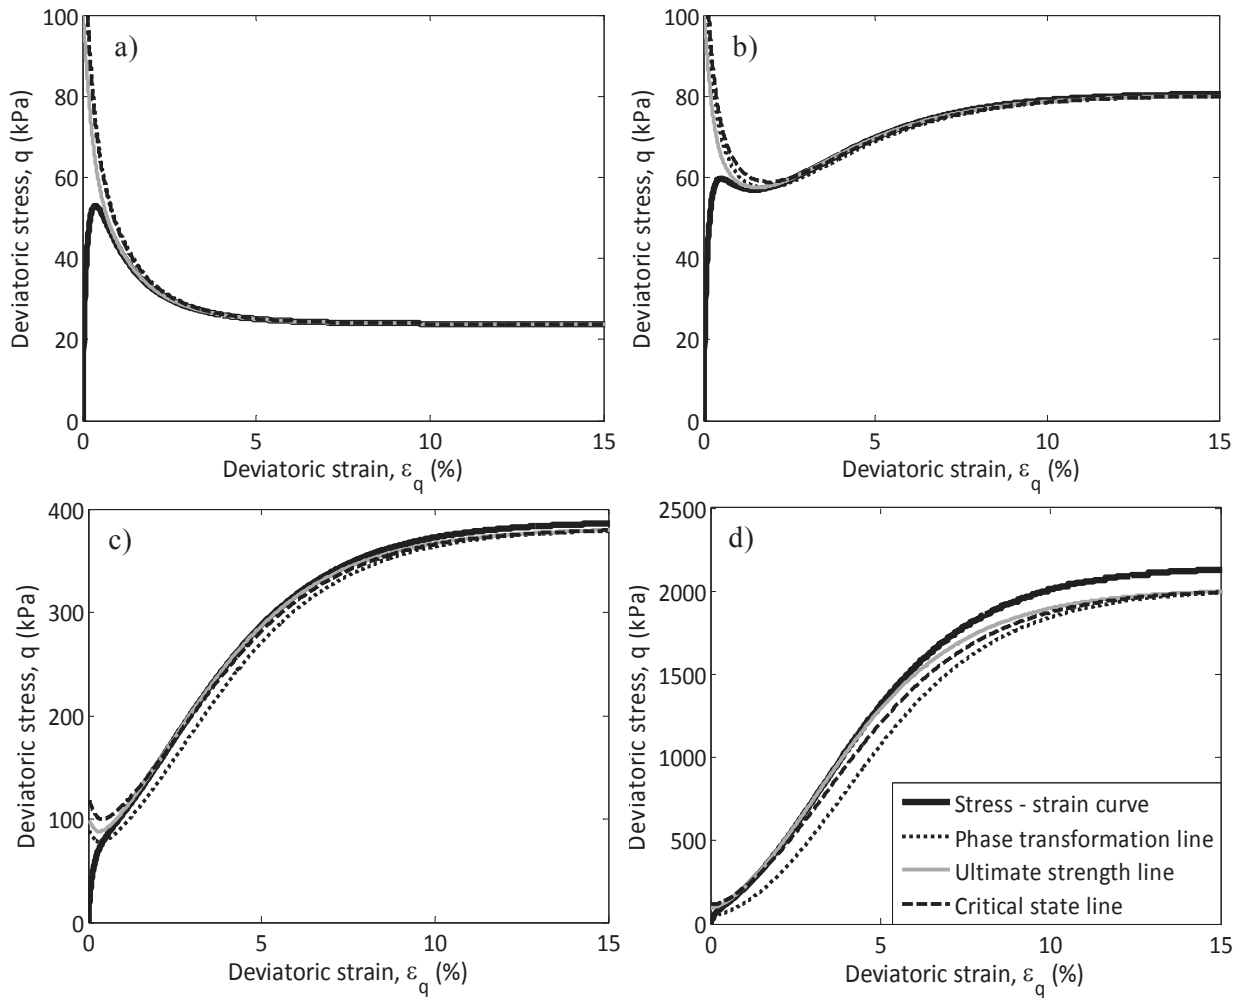 a)
Deviatoric stress, q (kPa)
100
80
60
40
20
0
0 5 10 15
Deviatoric strain, ε_q (%)
b)
Deviatoric stress, q (kPa)
100
80
60
40
20
0
0 5 10 15
Deviatoric strain, ε_q (%)
c)
Deviatoric stress, q (kPa)
400
300
200
100
0
0 5 10 15
Deviatoric strain, ε_q (%)
d)
Deviatoric stress, q (kPa)
2500
2000
1500
1000
500
0
0 5 10 15
Deviatoric strain, ε_q (%)
Stress - strain curve
Phase transformation line
Ultimate strength line
Critical state line